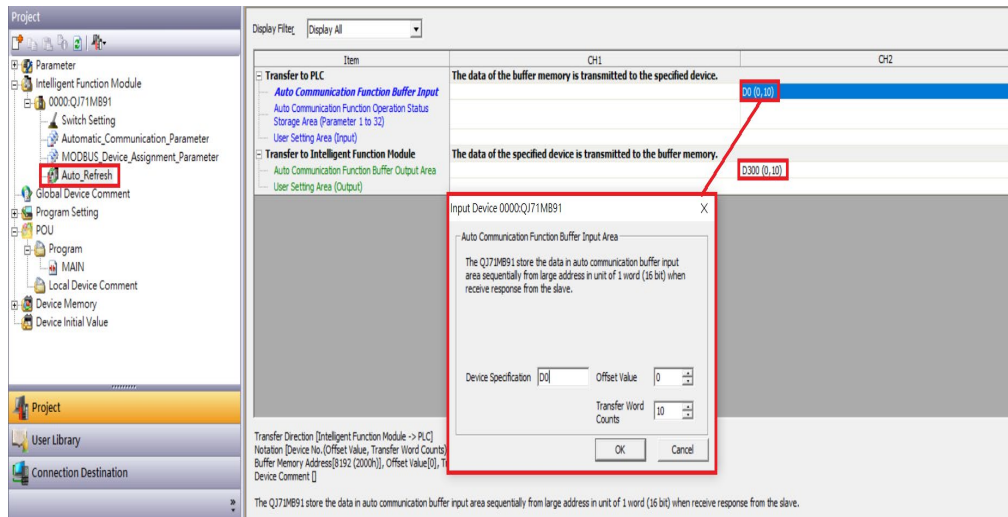 Project
Parameter
Intelligent Function Module
0000:QJ71MB91
Switch Setting
Automatic_Communication_Parameter
MODBUS_Device_Assignment_Parameter
Auto_Refresh
Global Device Comment
Program Setting
POU
Program
MAIN
Local Device Comment
Device Memory
Device Initial Value
Project
User Library
Connection Destination
Display Filter Display All
Item CH1 CH2
Transfer to PLC The data of the buffer memory is transmitted to the specified device.
Auto Communication Function Buffer Input D0 (0,10)
Auto Communication Function Operation Status
Storage Area (Parameter 1 to 32)
User Setting Area (Input)
Transfer to Intelligent Function Module The data of the specified device is transmitted to the buffer memory.
Auto Communication Function Buffer Output Area D300 (0,10)
User Setting Area (Output)
Input Device 0000:QJ71MB91 X
Auto Communication Function Buffer Input Area
The QJ71MB91 store the data in auto communication buffer input
area sequentially from large address in unit of 1 word (16 bit) when
receive response from the slave.
Device Specification D0 Offset Value 0
Transfer Word
Counts 10
OK Cancel
Transfer Direction [Intelligent Function Module -> PLC]
Notation [Device No.(Offset Value, Transfer Word Counts)
Buffer Memory Address[8192 (2000h)], Offset Value[0], T
Device Comment []
The QJ71MB91 store the data in auto communication buffer input area sequentially from large address in unit of 1 word (16 bit) when receive response from the slave.